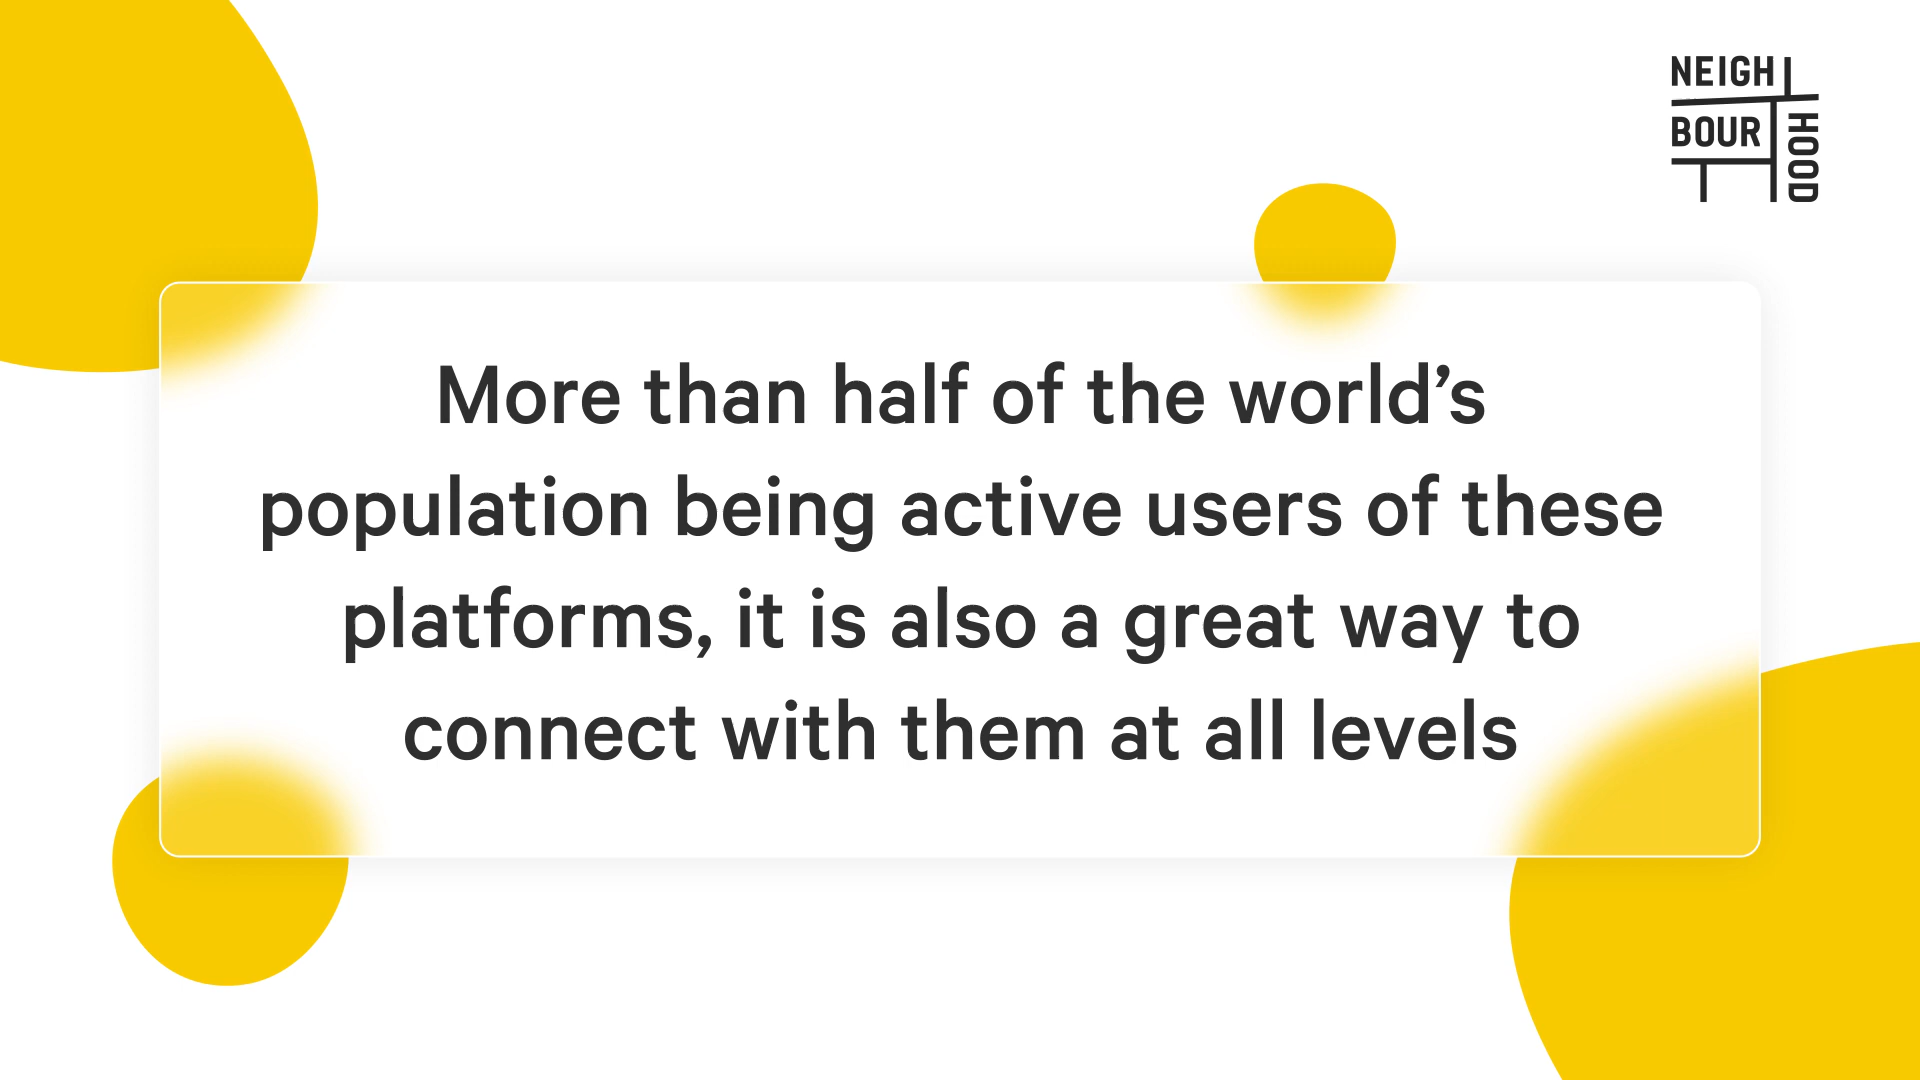 NEIGH
BOUR
HOOD
More than half of the world’s
population being active users of these
platforms, it is also a great way to
connect with them at all levels